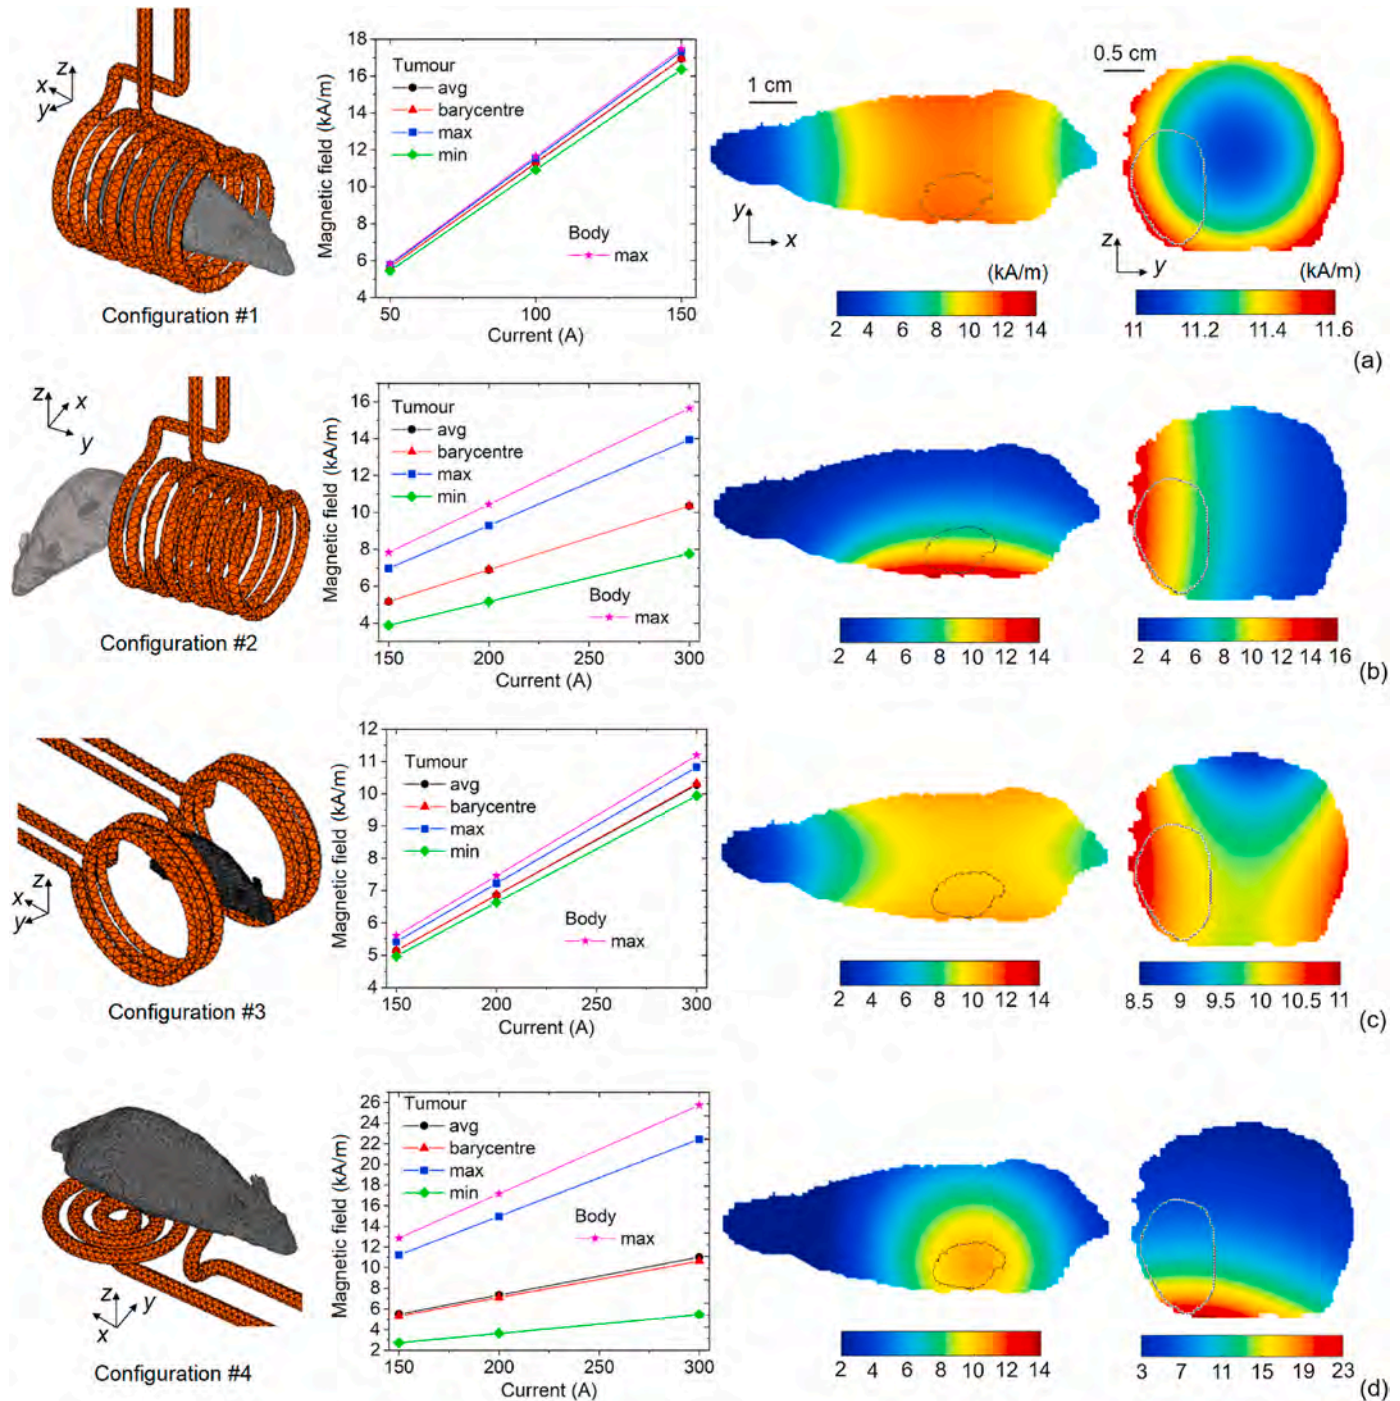 z
x
y
Configuration #1
Magnetic field (kA/m)
18
16
14
12
10
8
6
4
Tumour
avg
barycentre
max
min
Body
max
50
100
150
Current (A)
1 cm
0.5 cm
y
x
z
y
(kA/m)
(kA/m)
2 4 6 8 10 12 14
11 11.2 11.4 11.6
(a)
z
x
y
Configuration #2
Magnetic field (kA/m)
16
14
12
10
8
6
4
Tumour
avg
barycentre
max
min
Body
max
150 200 250 300
Current (A)
2 4 6 8 10 12 14
2 4 6 8 10 12 14 16
(b)
z
x
y
Configuration #3
Magnetic field (kA/m)
12
11
10
9
8
7
6
5
4
Tumour
avg
barycentre
max
min
Body
max
150 200 250 300
Current (A)
2 4 6 8 10 12 14
8.5 9 9.5 10 10.5 11
(c)
z
y
x
Configuration #4
Magnetic field (kA/m)
26
24
22
20
18
16
14
12
10
8
6
4
2
Tumour
avg
barycentre
max
min
Body
max
150 200 250 300
Current (A)
2 4 6 8 10 12 14
3 7 11 15 19 23
(d)